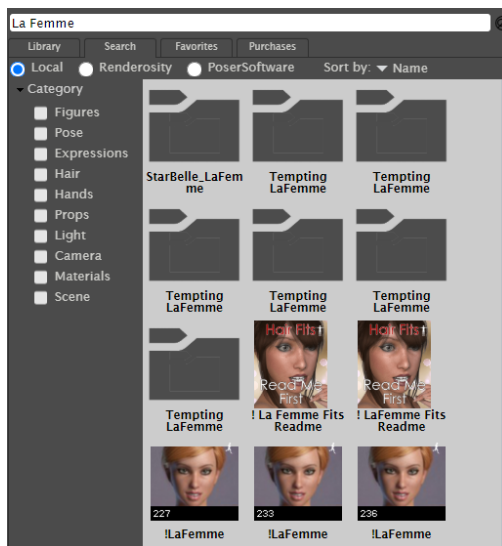 La Femme
Library Search Favorites Purchases
Local Renderosity PoserSoftware Sort by: Name
Category
Figures
Pose
Expressions
Hair
Hands
Props
Light
Camera
Materials
Scene
StarBelle_LaFem
me
Tempting
LaFemme
Tempting
LaFemme
Tempting
LaFemme
Tempting
LaFemme
Tempting
LaFemme
Tempting
LaFemme
Hair Fits!
Read Me
First
! La Femme Fits
Readme
Hair Fits!
Read Me
First
! LaFemme Fits
Readme
227
!LaFemme
233
!LaFemme
236
!LaFemme